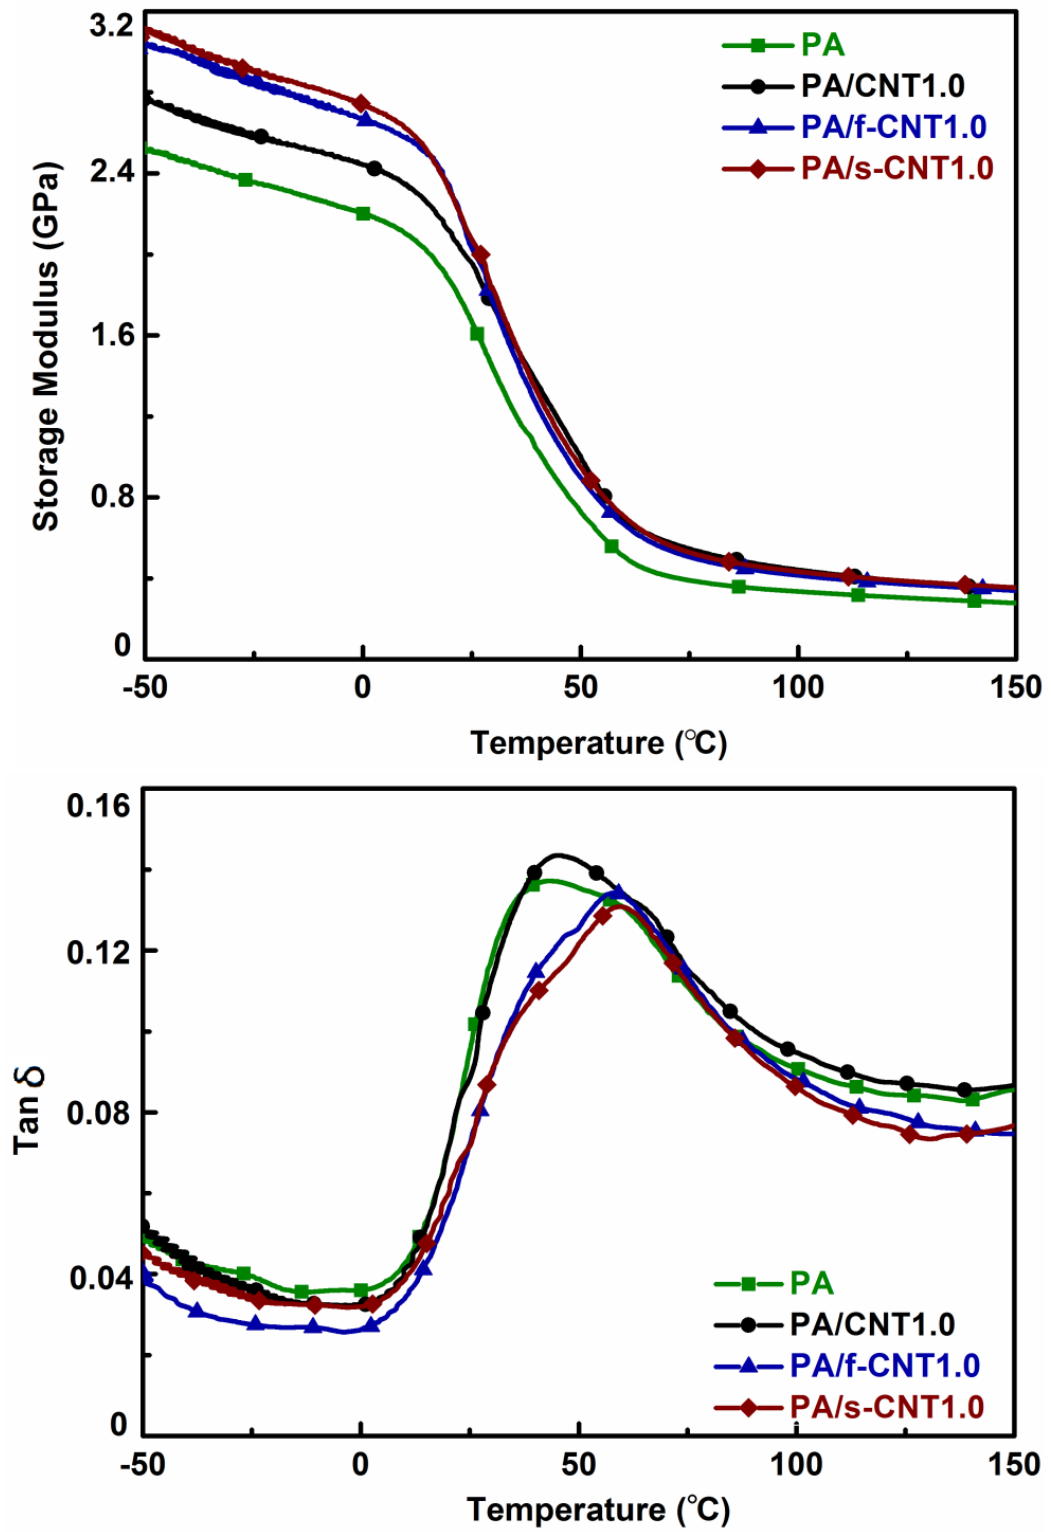 3.2
2.4
1.6
0.8
0
Storage Modulus (GPa)
PA
PA/CNT1.0
PA/f-CNT1.0
PA/s-CNT1.0
-50 0 50 100 150
Temperature (°C)
0.16
0.12
0.08
0.04
0
Tan δ
PA
PA/CNT1.0
PA/f-CNT1.0
PA/s-CNT1.0
-50 0 50 100 150
Temperature (°C)